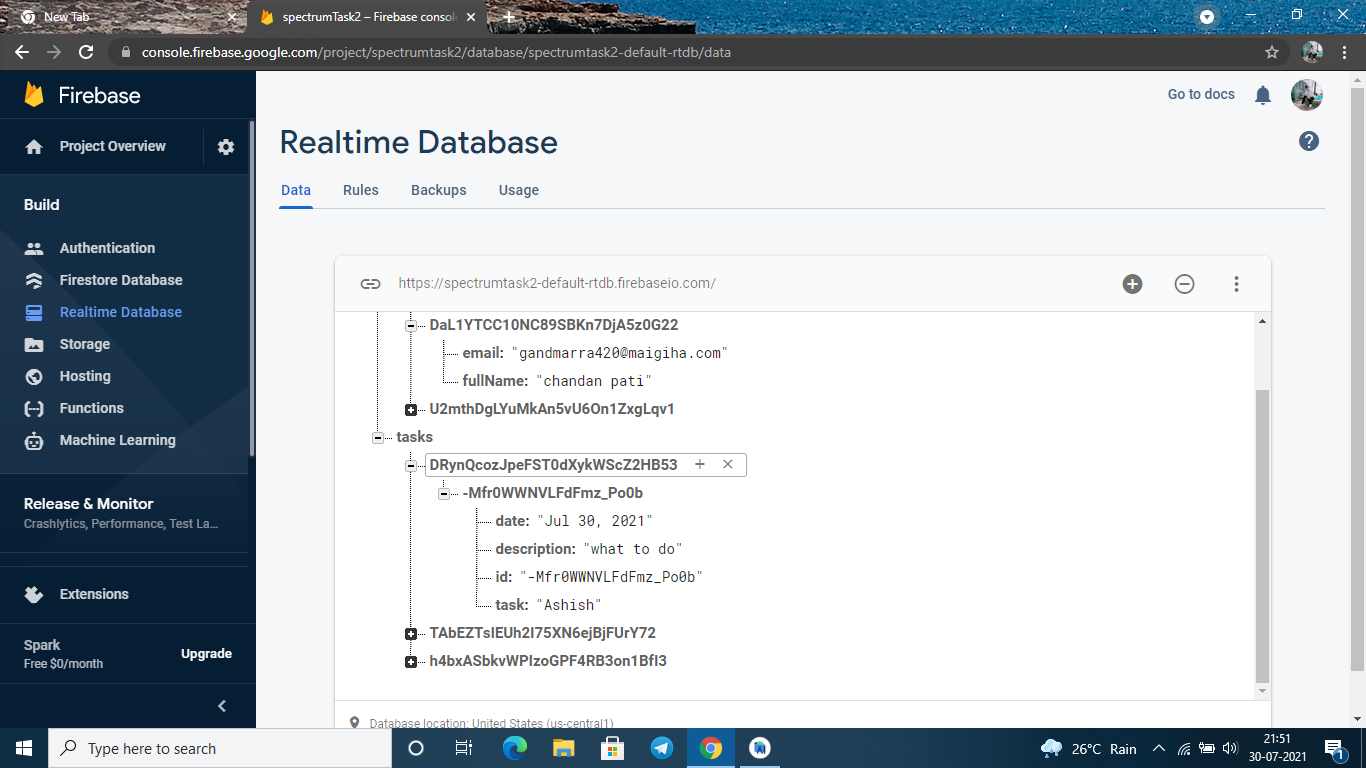 New Tab
spectrumTask2 – Firebase consol
console.firebase.google.com/project/spectrumtask2/database/spectrumtask2-default-rtdb/data
Firebase
Go to docs
Project Overview
Realtime Database
Data Rules Backups Usage
Build
Authentication
Firestore Database
Realtime Database
Storage
Hosting
Functions
Machine Learning
Release & Monitor
Crashlytics, Performance, Test La...
Extensions
Spark
Free $0/month
Upgrade
https://spectrumtask2-default-rtdb.firebaseio.com/
DaL1YTCC10NC89SBKn7DjA5z0G22
email: "gandmarra420@maigiha.com"
fullName: "chandan pati"
U2mthDgLYuMkAn5vU6On1ZxgLqv1
tasks
DRynQcozJpeFST0dXykWScZ2HB53
-Mfr0WWNVLFdFmz_Po0b
date: "Jul 30, 2021"
description: "what to do"
id: "-Mfr0WWNVLFdFmz_Po0b"
task: "Ashish"
TAbEZTsIEUh2I75XN6ejBjFUrY72
h4bxASbkvWPIzoGPF4RB3on1BfI3
Database location: United States (us-central1)
Type here to search
26°C Rain
21:51
30-07-2021
1